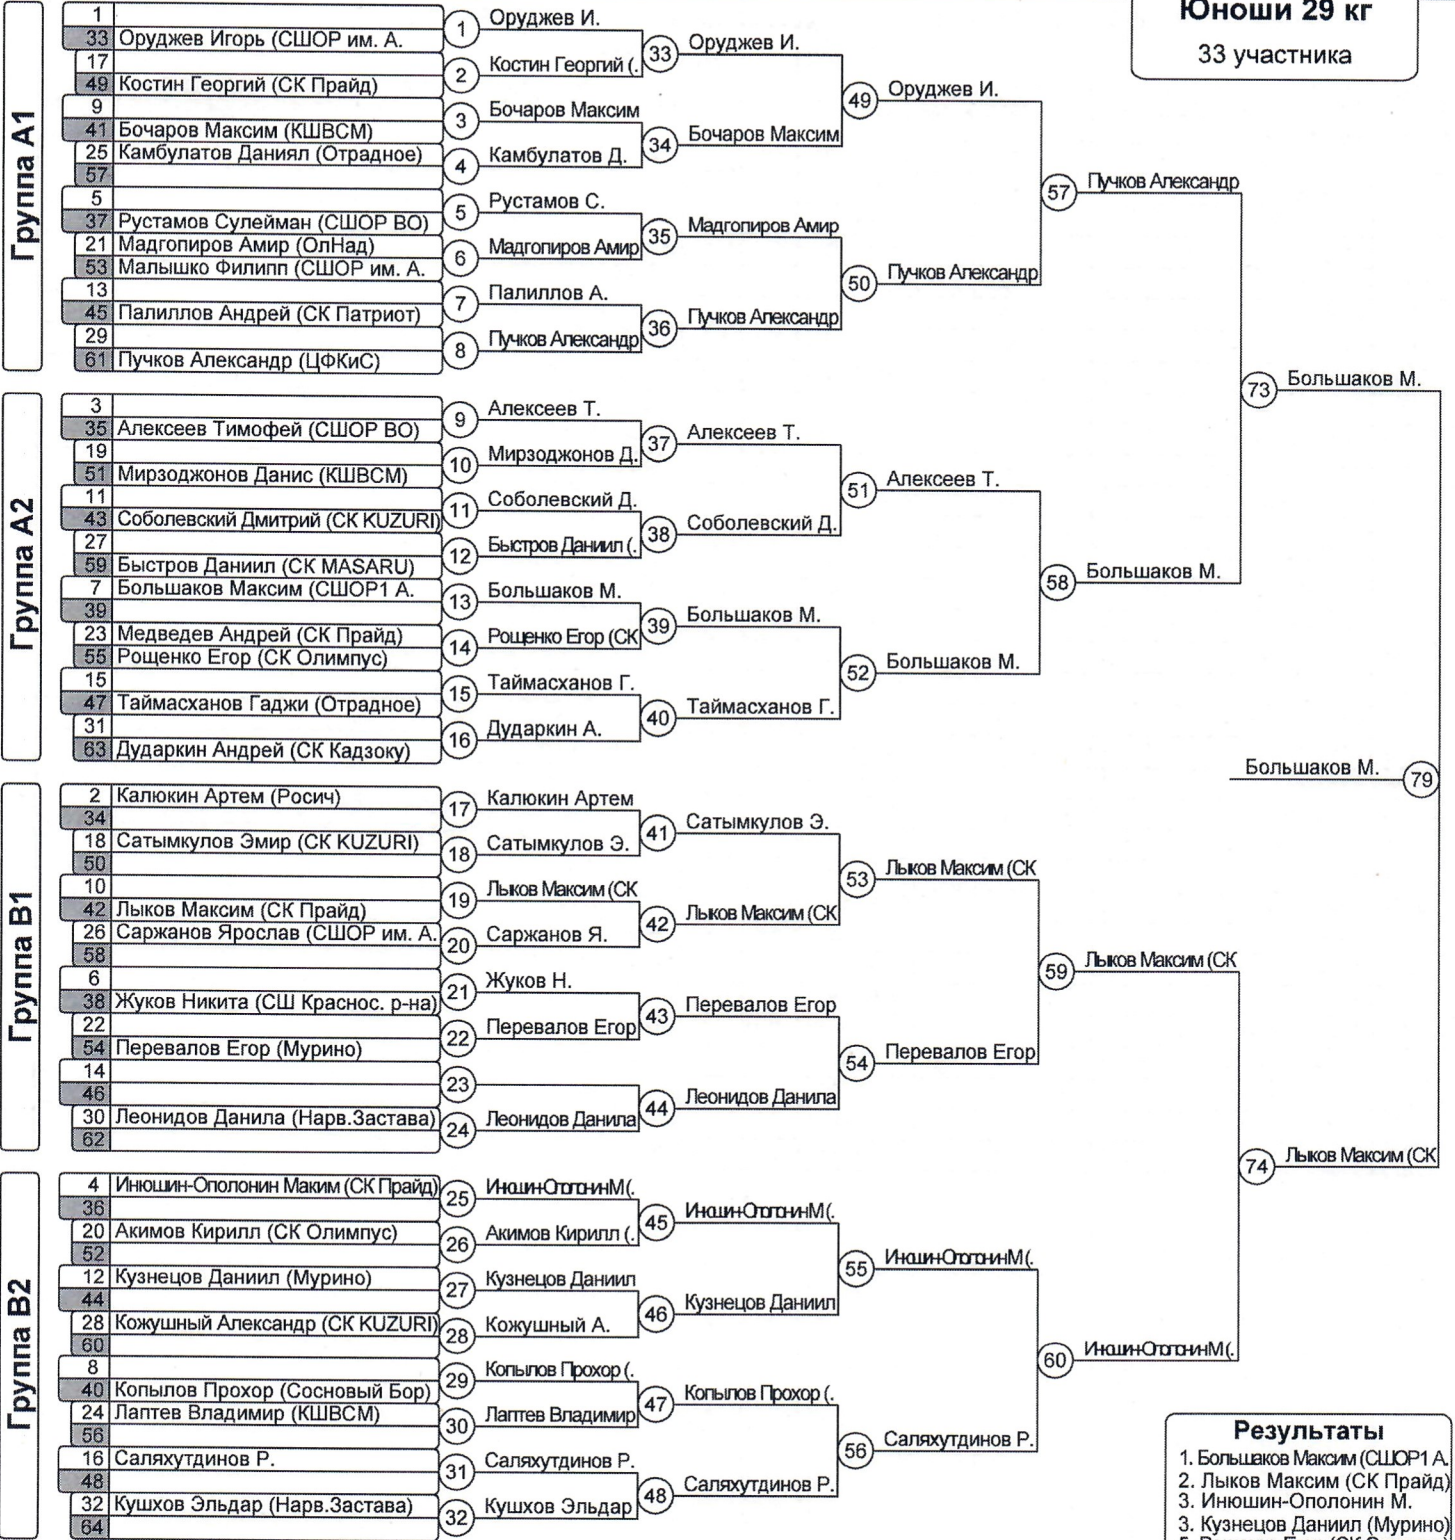 Юноши 29 кг
33 участника
Группа A1
1
33 Оруджев Игорь (СШОР им. А.
17
49 Костин Георгий (СК Прайд)
9
41 Бочаров Максим (КШВСМ)
25 Камбулатов Даниял (Отрадное)
57
5
37 Рустамов Сулейман (СШОР ВО)
21 Мадгопиров Амир (ОлНад)
53 Малышко Филипп (СШОР им. А.
13
45 Палиллов Андрей (СК Патриот)
29
61 Пучков Александр (ЦФКиС)
1 Оруджев И.
2 Костин Георгий (.
3 Бочаров Максим
4 Камбулатов Д.
5 Рустамов С.
6 Мадгопиров Амир
7 Палиллов А.
8 Пучков Александр
33 Оруджев И.
34 Бочаров Максим
35 Мадгопиров Амир
36 Пучков Александр
49 Оруджев И.
50 Пучков Александр
57 Пучков Александр
Группа A2
3
35 Алексеев Тимофей (СШОР ВО)
19
51 Мирзоджонов Данис (КШВСМ)
11
43 Соболевский Дмитрий (СК KUZURI)
27
59 Быстров Даниил (СК MASARU)
7 Большаков Максим (СШОР1 А.
39
23 Медведев Андрей (СК Прайд)
55 Рощенко Егор (СК Олимпус)
15
47 Таймасханов Гаджи (Отрадное)
31
63 Дударкин Андрей (СК Кадзоку)
9 Алексеев Т.
10 Мирзоджонов Д.
11 Соболевский Д.
12 Быстров Даниил (.
13 Большаков М.
14 Рощенко Егор (СК
15 Таймасханов Г.
16 Дударкин А.
37 Алексеев Т.
38 Соболевский Д.
39 Большаков М.
40 Таймасханов Г.
51 Алексеев Т.
52 Большаков М.
58 Большаков М.
73 Большаков М.
Большаков М. 79
Группа B1
2 Калюкин Артем (Росич)
34
18 Сатымкулов Эмир (СК KUZURI)
50
10
42 Лыков Максим (СК Прайд)
26 Саржанов Ярослав (СШОР им. А.
58
6
38 Жуков Никита (СШ Краснос. р-на)
22
54 Перевалов Егор (Мурино)
14
46
30 Леонидов Данила (Нарв.Застава)
62
17 Калюкин Артем
18 Сатымкулов Э.
19 Лыков Максим (СК
20 Саржанов Я.
21 Жуков Н.
22 Перевалов Егор
23
24 Леонидов Данила
41 Сатымкулов Э.
42 Лыков Максим (СК
43 Перевалов Егор
44 Леонидов Данила
53 Лыков Максим (СК
54 Перевалов Егор
59 Лыков Максим (СК
74 Лыков Максим (СК
Группа B2
4 Инюшин-Ополонин Маким (СК Прайд)
36
20 Акимов Кирилл (СК Олимпус)
52
12 Кузнецов Даниил (Мурино)
44
28 Кожушный Александр (СК KUZURI)
60
8
40 Копылов Прохор (Сосновый Бор)
24 Лаптев Владимир (КШВСМ)
56
16 Саляхутдинов Р.
48
32 Кушхов Эльдар (Нарв.Застава)
64
25 Инюшин-Ополонин М (.
26 Акимов Кирилл (.
27 Кузнецов Даниил
28 Кожушный А.
29 Копылов Прохор (.
30 Лаптев Владимир
31 Саляхутдинов Р.
32 Кушхов Эльдар
45 Инюшин-Ополонин М (.
46 Кузнецов Даниил
47 Копылов Прохор (.
48 Саляхутдинов Р.
55 Инюшин-Ополонин М (.
56 Саляхутдинов Р.
60 Инюшин-Ополонин М (.
Результаты
1. Большаков Максим (СШОР1 А.
2. Лыков Максим (СК Прайд)
3. Инюшин-Ополонин М.
3. Кузнецов Даниил (Мурино)